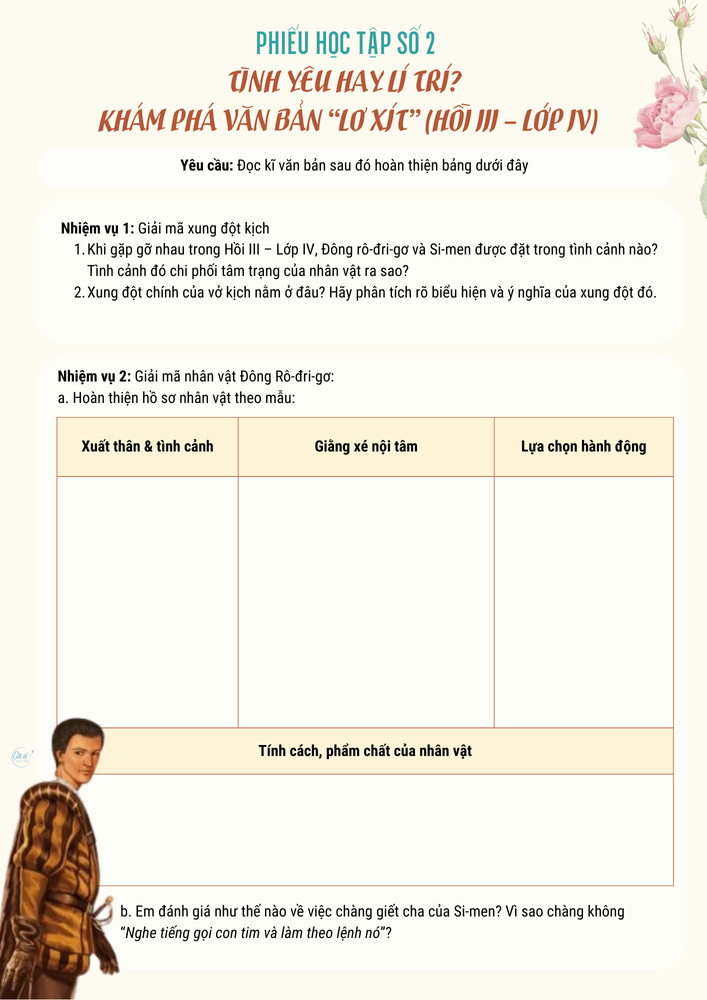 PHIẾU HỌC TẬP SỐ 2
TÌNH YÊU HAY LÍ TRÍ?
KHÁM PHÁ VĂN BẢN “LƠ XÍT” (HỒI III – LỚP IV)
Yêu cầu: Đọc kĩ văn bản sau đó hoàn thiện bảng dưới đây
Nhiệm vụ 1: Giải mã xung đột kịch
1. Khi gặp gỡ nhau trong Hồi III – Lớp IV, Đông rô-đri-gơ và Si-men được đặt trong tình cảnh nào?
Tình cảnh đó chi phối tâm trạng của nhân vật ra sao?
2. Xung đột chính của vở kịch nằm ở đâu? Hãy phân tích rõ biểu hiện và ý nghĩa của xung đột đó.
Nhiệm vụ 2: Giải mã nhân vật Đông Rô-đri-gơ:
a. Hoàn thiện hồ sơ nhân vật theo mẫu:
Xuất thân & tình cảnh
Giằng xé nội tâm
Lựa chọn hành động
Tính cách, phẩm chất của nhân vật
b. Em đánh giá như thế nào về việc chàng giết cha của Si-men? Vì sao chàng không
“Nghe tiếng gọi con tim và làm theo lệnh nó”?